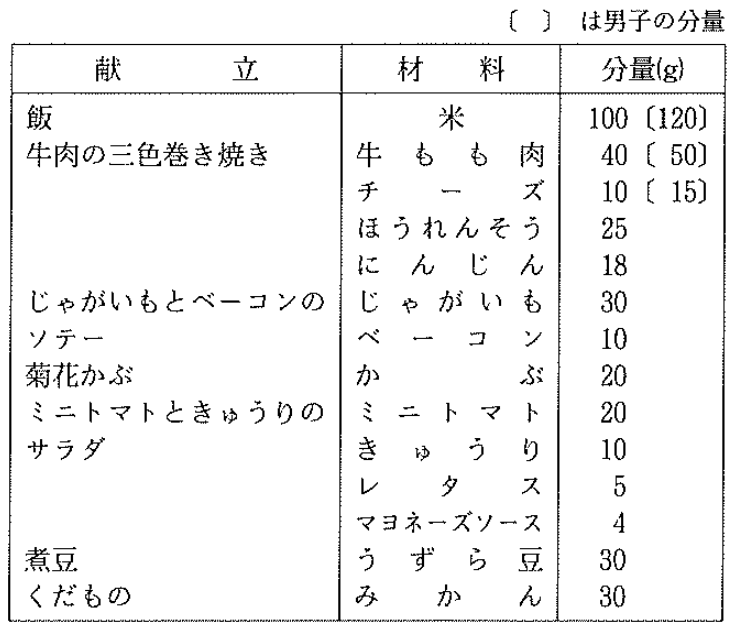 〔 〕 は男子の分量
献立 材料 分量(g)
飯 米 100〔120〕
牛肉の三色巻き焼き 牛もも肉 40〔 50〕
チーズ 10〔 15〕
ほうれんそう 25
にんじん 18
じゃがいもとベーコンの じゃがいも 30
ソテー ベーコン 10
菊花かぶ かぶ 20
ミニトマトときゅうりの ミニトマト 20
サラダ きゅうり 10
レタス 5
マヨネーズソース 4
煮豆 うずら豆 30
くだもの みかん 30